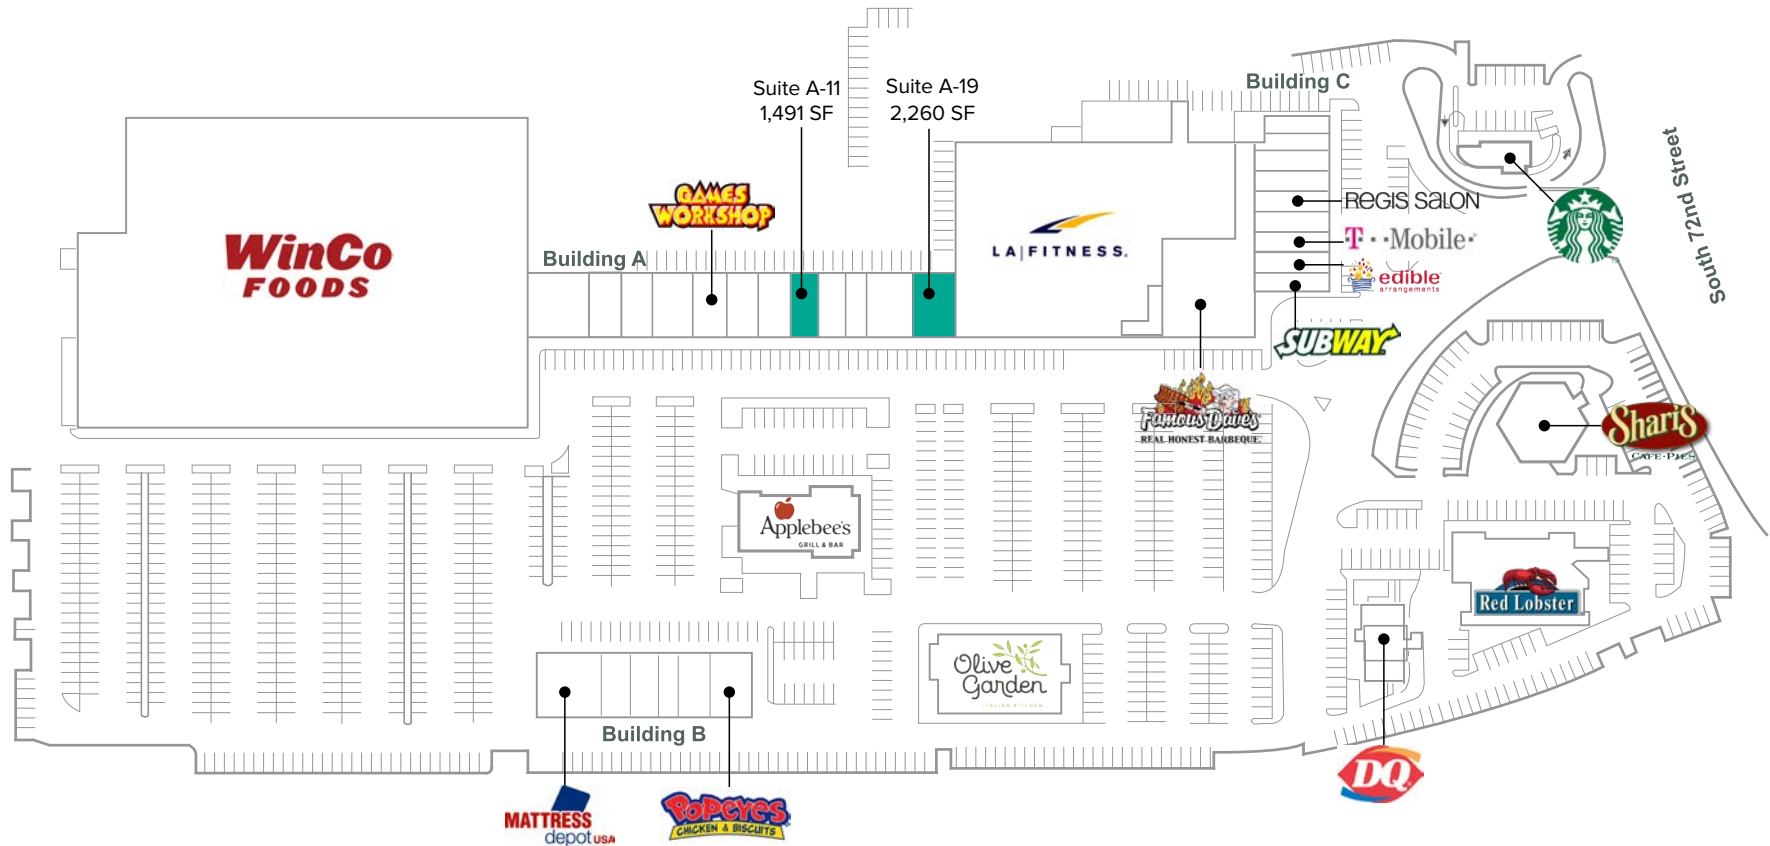 Building C
Suite A-11
1,491 SF
Suite A-19
2,260 SF
South 72nd Street
GAMES
WORKSHOP
REGIS SALON
T··Mobile·
WinCo
FOODS
LA|FITNESS.
Building A
edible
arrangements
SUBWAY
Famous Dave's
REAL HONEST BARBEQUE
Shari's
CAFE·PIES
Applebee's
GRILL & BAR
Red Lobster
Olive
Garden
ITALIAN KITCHEN
Building B
DQ
MATTRESS
depot USA
POPEYES
CHICKEN & BISCUITS